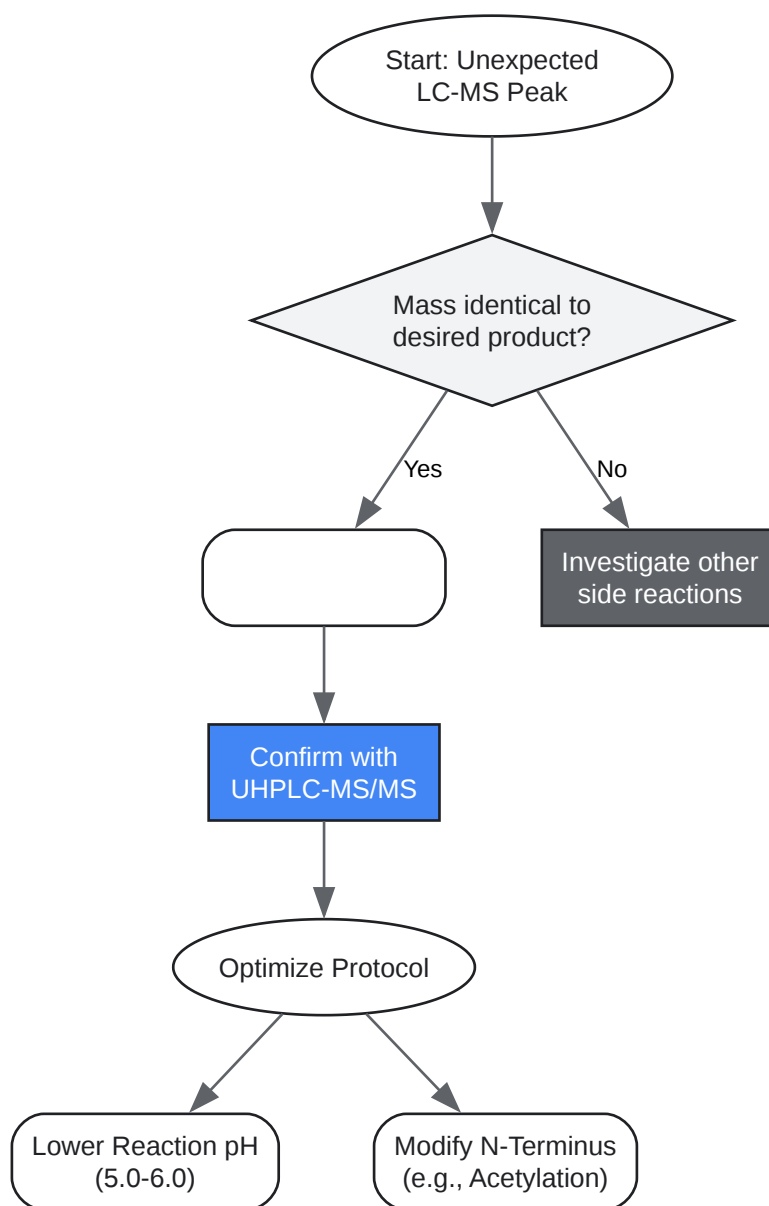 Start: Unexpected
LC-MS Peak
Mass identical to
desired product?
Yes
No
Investigate other
side reactions
Confirm with
UHPLC-MS/MS
Optimize Protocol
Lower Reaction pH
(5.0-6.0)
Modify N-Terminus
(e.g., Acetylation)